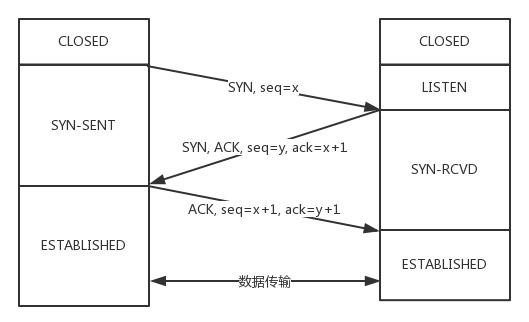 CLOSED
CLOSED
SYN, seq=x
LISTEN
SYN-SENT
SYN, ACK, seq=y, ack=x+1
SYN-RCVD
ACK, seq=x+1, ack=y+1
ESTABLISHED
ESTABLISHED
数据传输